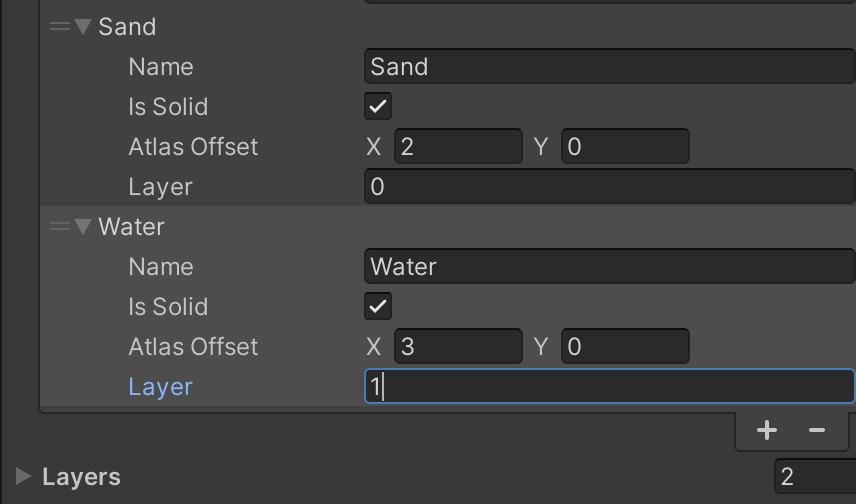 Sand
Name Sand
Is Solid
Atlas Offset X 2 Y 0
Layer 0
Water
Name Water
Is Solid
Atlas Offset X 3 Y 0
Layer 1
+ −
Layers 2